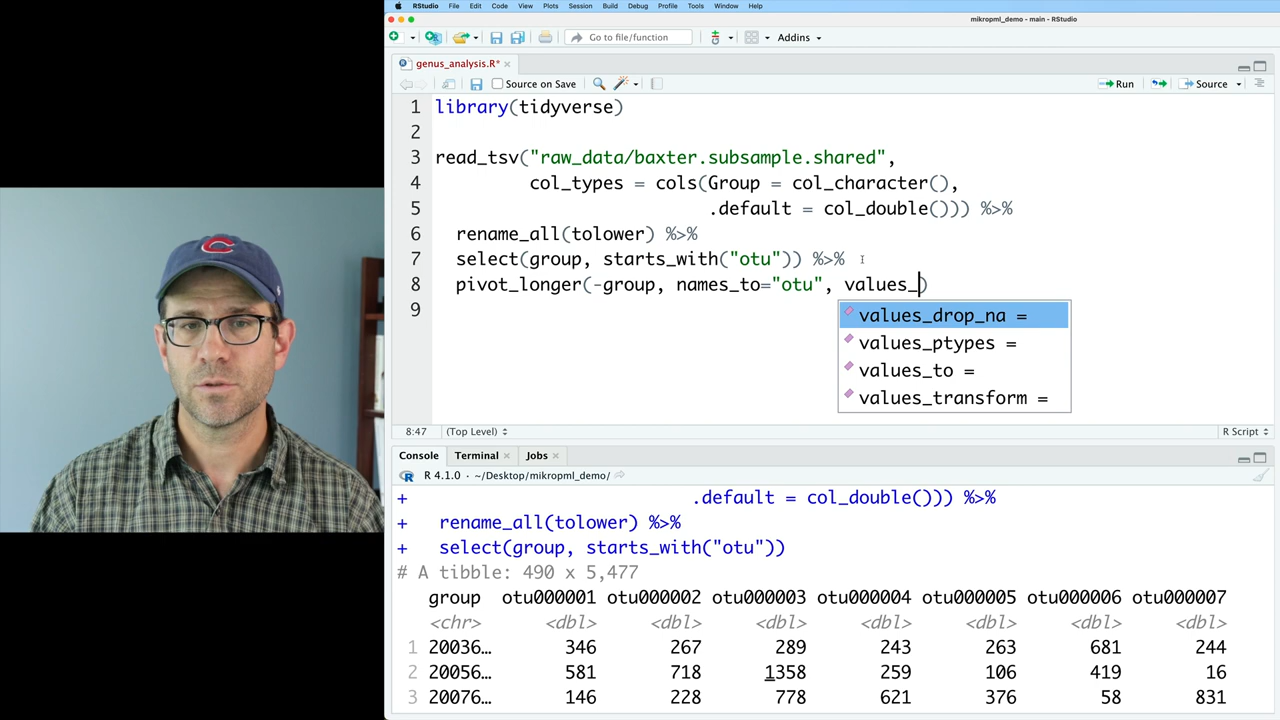 RStudio File Edit Code View Plots Session Build Debug Profile Tools Window Help
mikropml_demo - main - RStudio
Go to file/function Addins
genus_analysis.R*
Source on Save Run Source
1 library(tidyverse)
2
3 read_tsv("raw_data/baxter.subsample.shared",
4 col_types = cols(Group = col_character(),
5 .default = col_double())) %>%
6 rename_all(tolower) %>%
7 select(group, starts_with("otu")) %>%
8 pivot_longer(-group, names_to="otu", values_)
9
values_drop_na =
values_ptypes =
values_to =
values_transform =
8:47 (Top Level) R Script
Console Terminal Jobs
R 4.1.0 · ~/Desktop/mikropml_demo/
+ .default = col_double())) %>%
+ rename_all(tolower) %>%
+ select(group, starts_with("otu"))
# A tibble: 490 x 5,477
group otu000001 otu000002 otu000003 otu000004 otu000005 otu000006 otu000007
<chr> <dbl> <dbl> <dbl> <dbl> <dbl> <dbl> <dbl>
1 20036… 346 267 289 243 263 681 244
2 20056… 581 718 1358 259 106 419 16
3 20076… 146 228 778 621 376 58 831
C